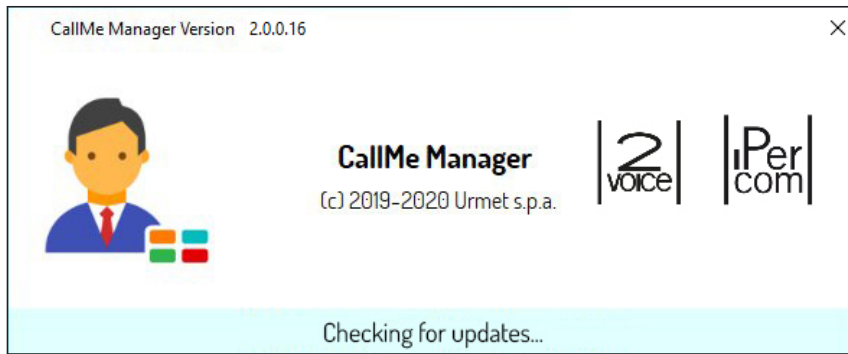 CallMe Manager Version 2.0.0.16
CallMe Manager
(c) 2019-2020 Urmet s.p.a.
2
VOICE
iPer
com
Checking for updates...